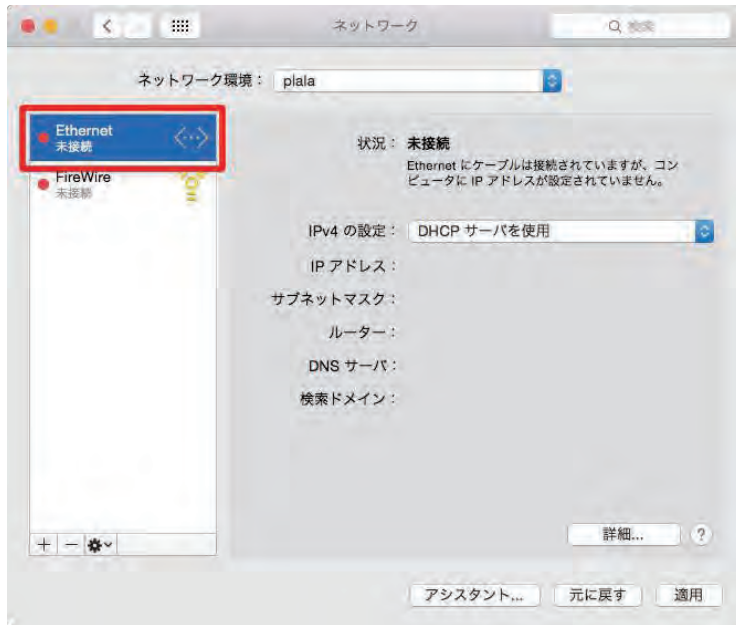 ネットワーク
検索
ネットワーク環境： plala
Ethernet
未接続
FireWire
未接続
状況： 未接続
Ethernet にケーブルは接続されていますが、コン
ピュータに IP アドレスが設定されていません。
IPv4 の設定： DHCP サーバを使用
IP アドレス：
サブネットマスク：
ルーター：
DNS サーバ：
検索ドメイン：
詳細... ?
アシスタント... 元に戻す 適用